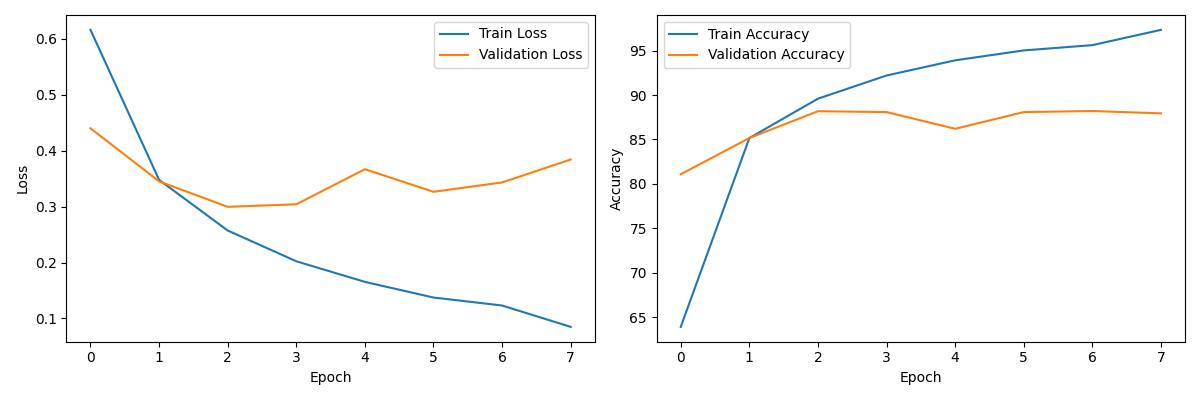 Train Loss
Validation Loss
0.6
0.5
0.4
0.3
0.2
0.1
Loss
0 1 2 3 4 5 6 7
Epoch
Train Accuracy
Validation Accuracy
95
90
85
80
75
70
65
Accuracy
0 1 2 3 4 5 6 7
Epoch